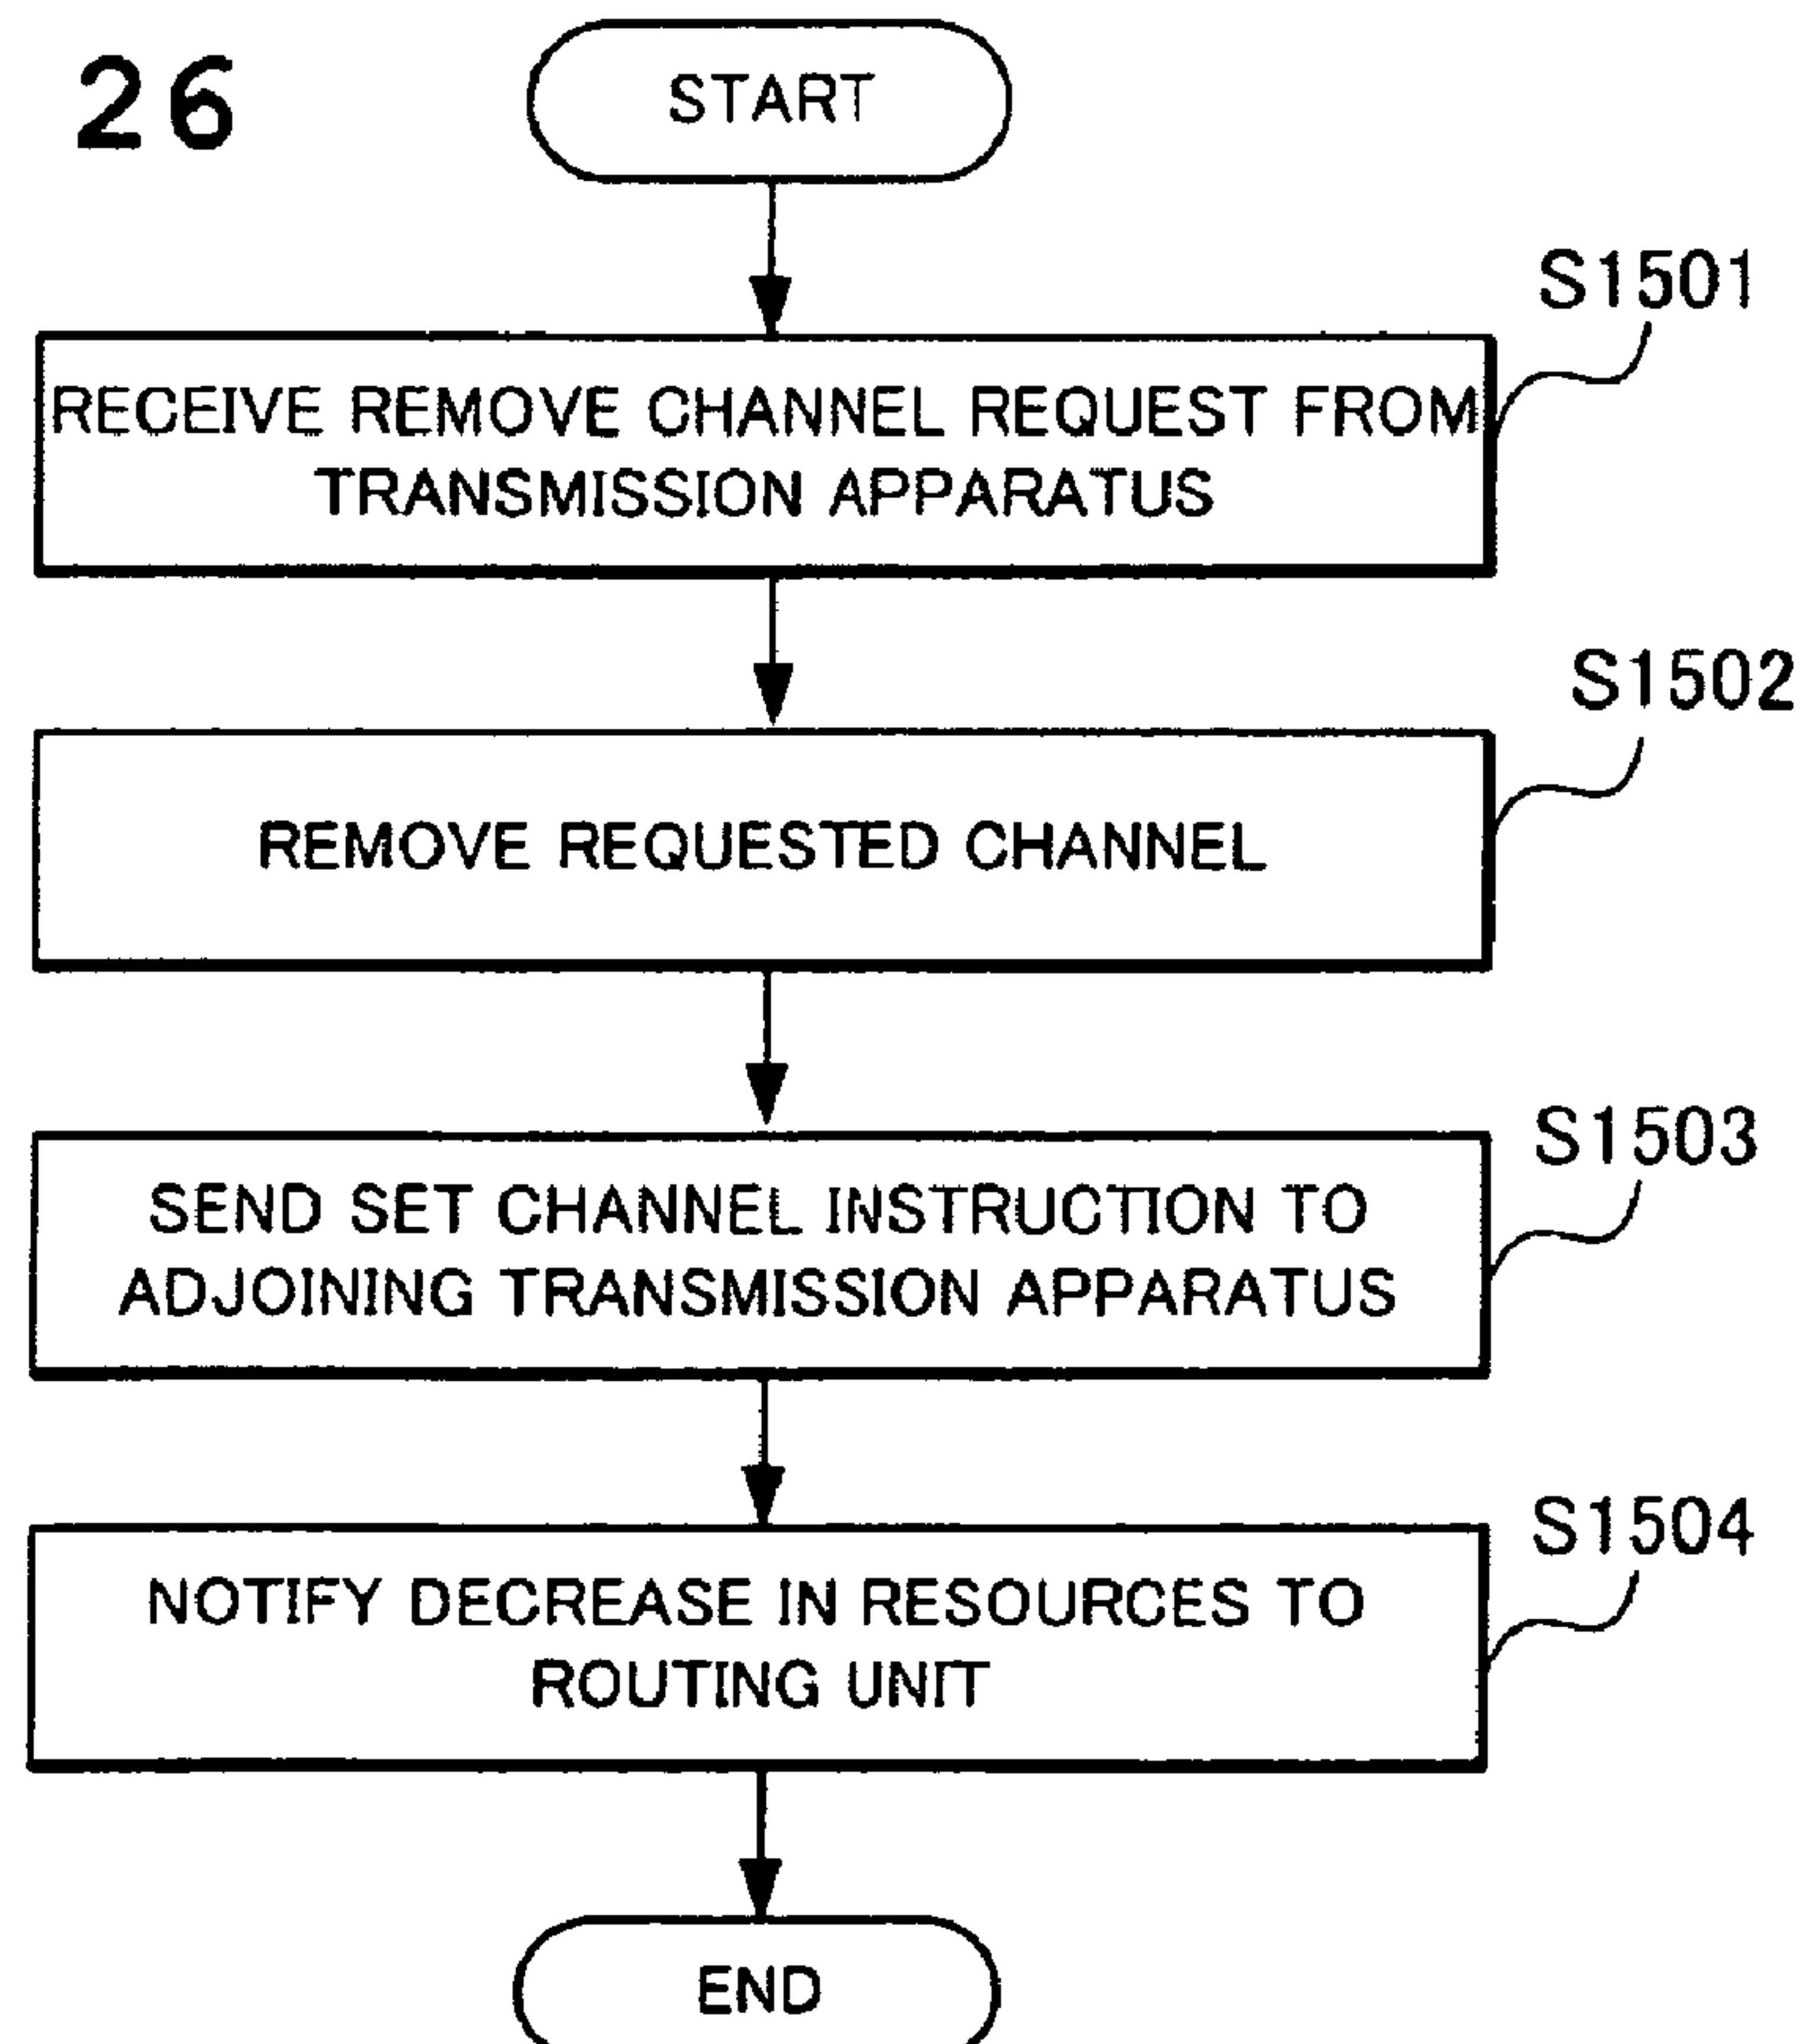 26
START
S1501
RECEIVE REMOVE CHANNEL REQUEST FROM
TRANSMISSION APPARATUS
S1502
REMOVE REQUESTED CHANNEL
S1503
SEND SET CHANNEL INSTRUCTION TO
ADJOINING TRANSMISSION APPARATUS
S1504
NOTIFY DECREASE IN RESOURCES TO
ROUTING UNIT
END